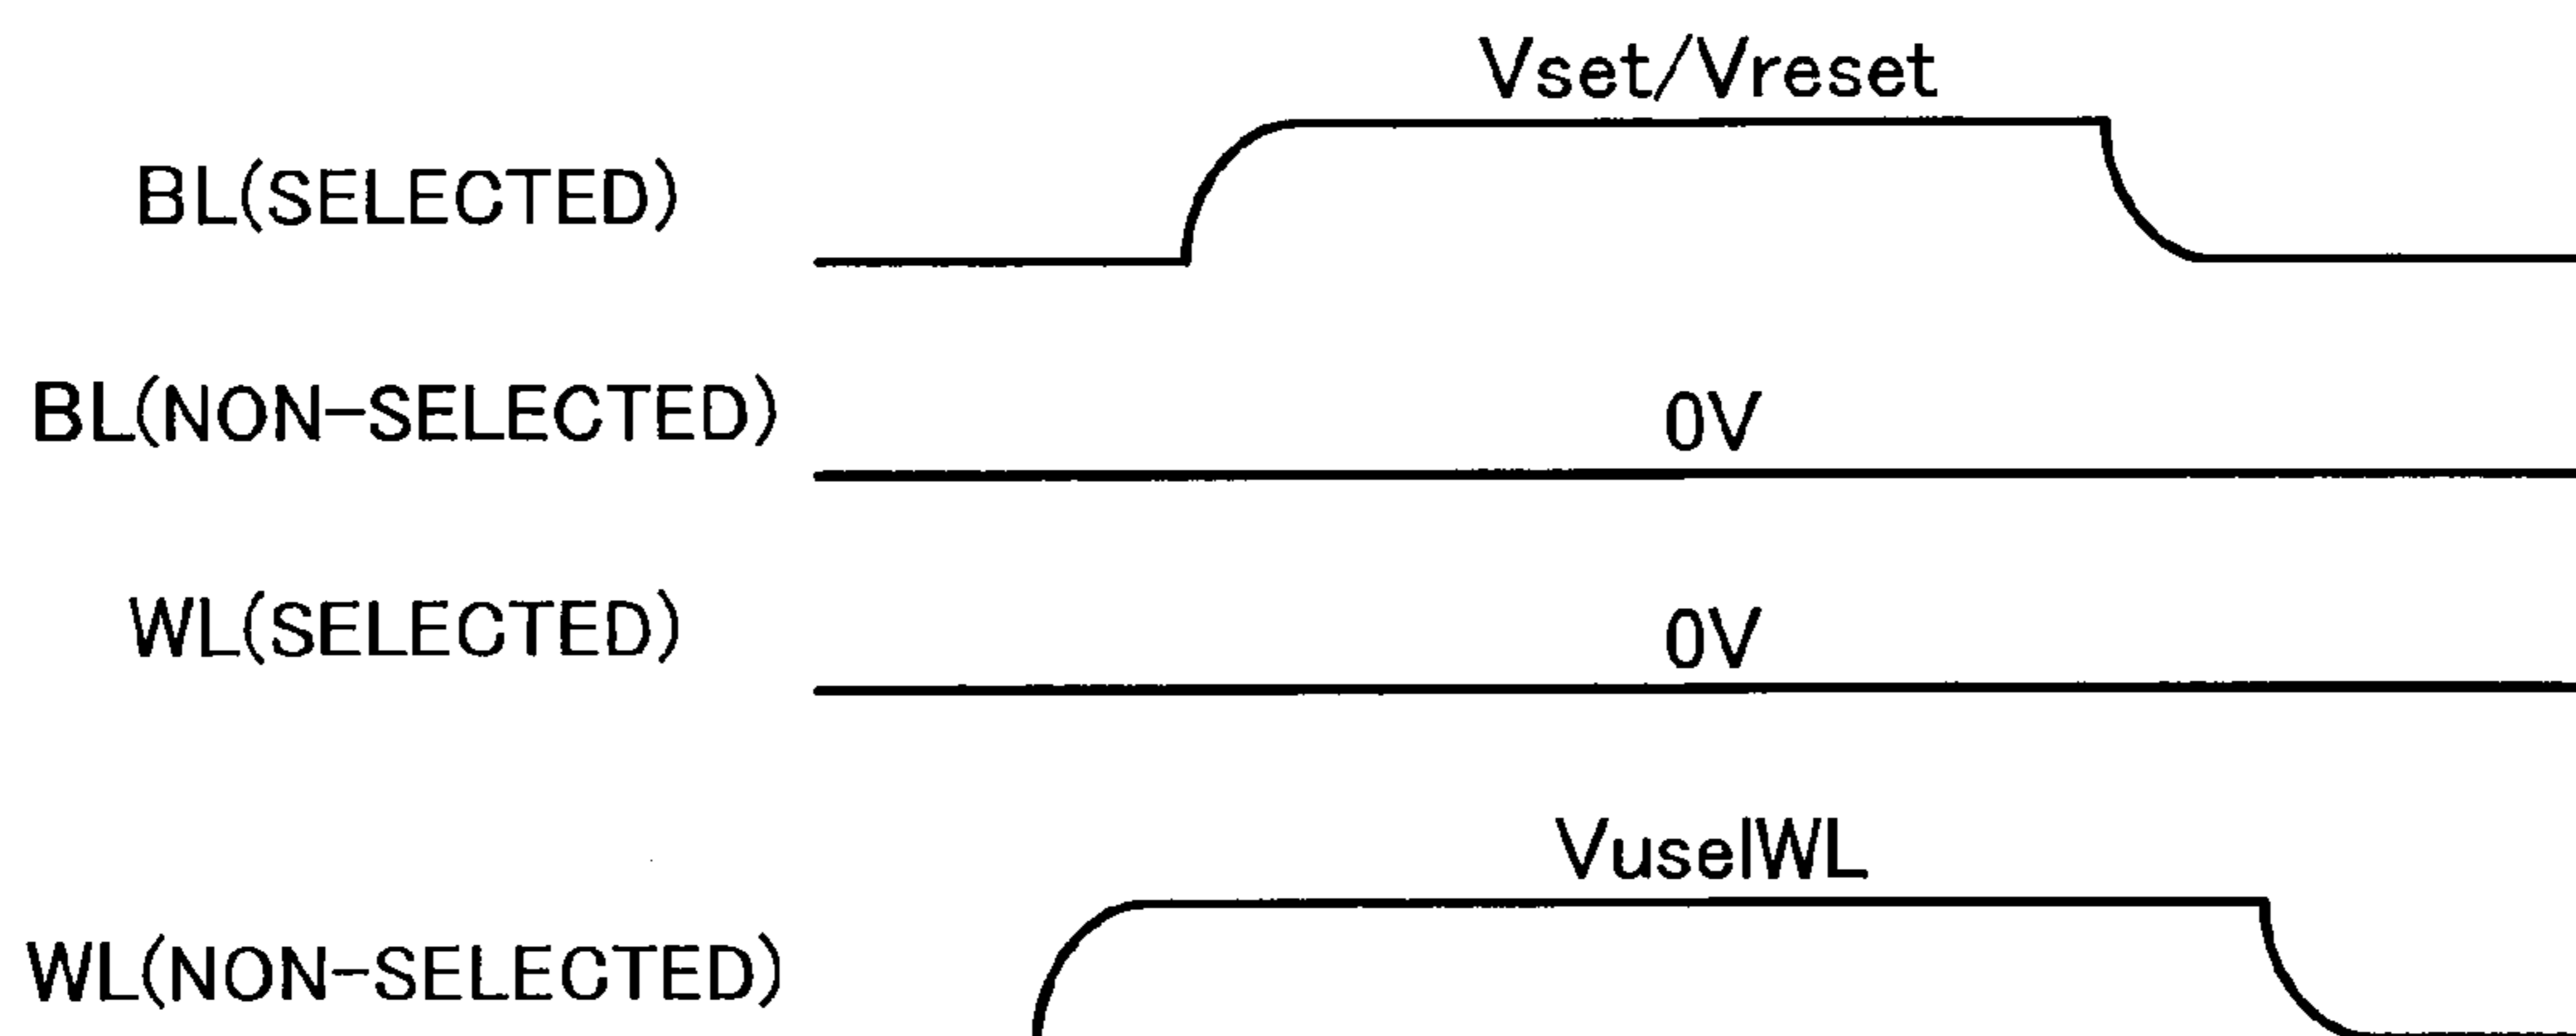 Vset/Vreset
BL(SELECTED)
BL(NON-SELECTED)
0V
WL(SELECTED)
0V
VuselWL
WL(NON-SELECTED)